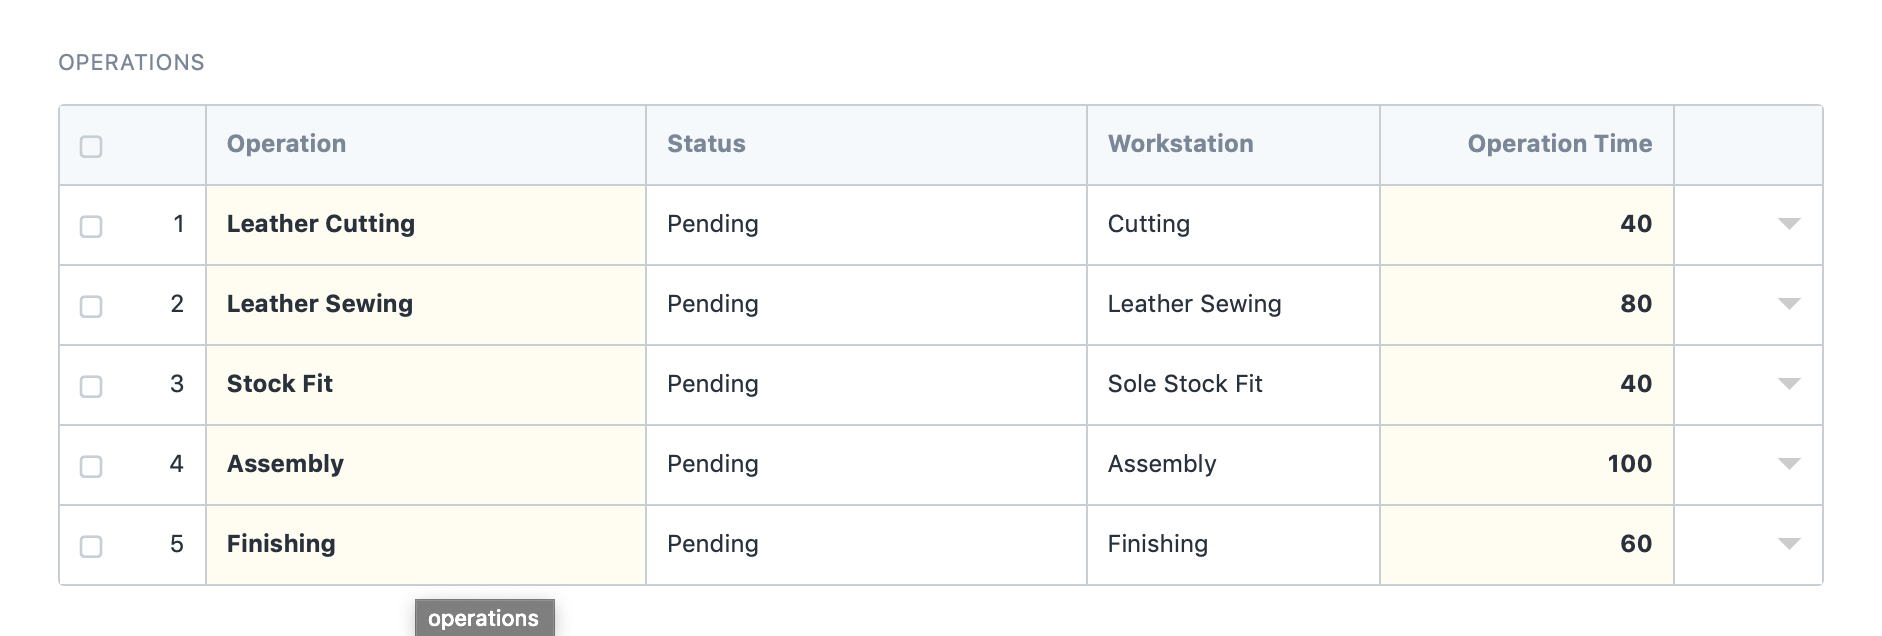 OPERATIONS
Operation Status Workstation Operation Time
1 Leather Cutting Pending Cutting 40
2 Leather Sewing Pending Leather Sewing 80
3 Stock Fit Pending Sole Stock Fit 40
4 Assembly Pending Assembly 100
5 Finishing Pending Finishing 60
operations